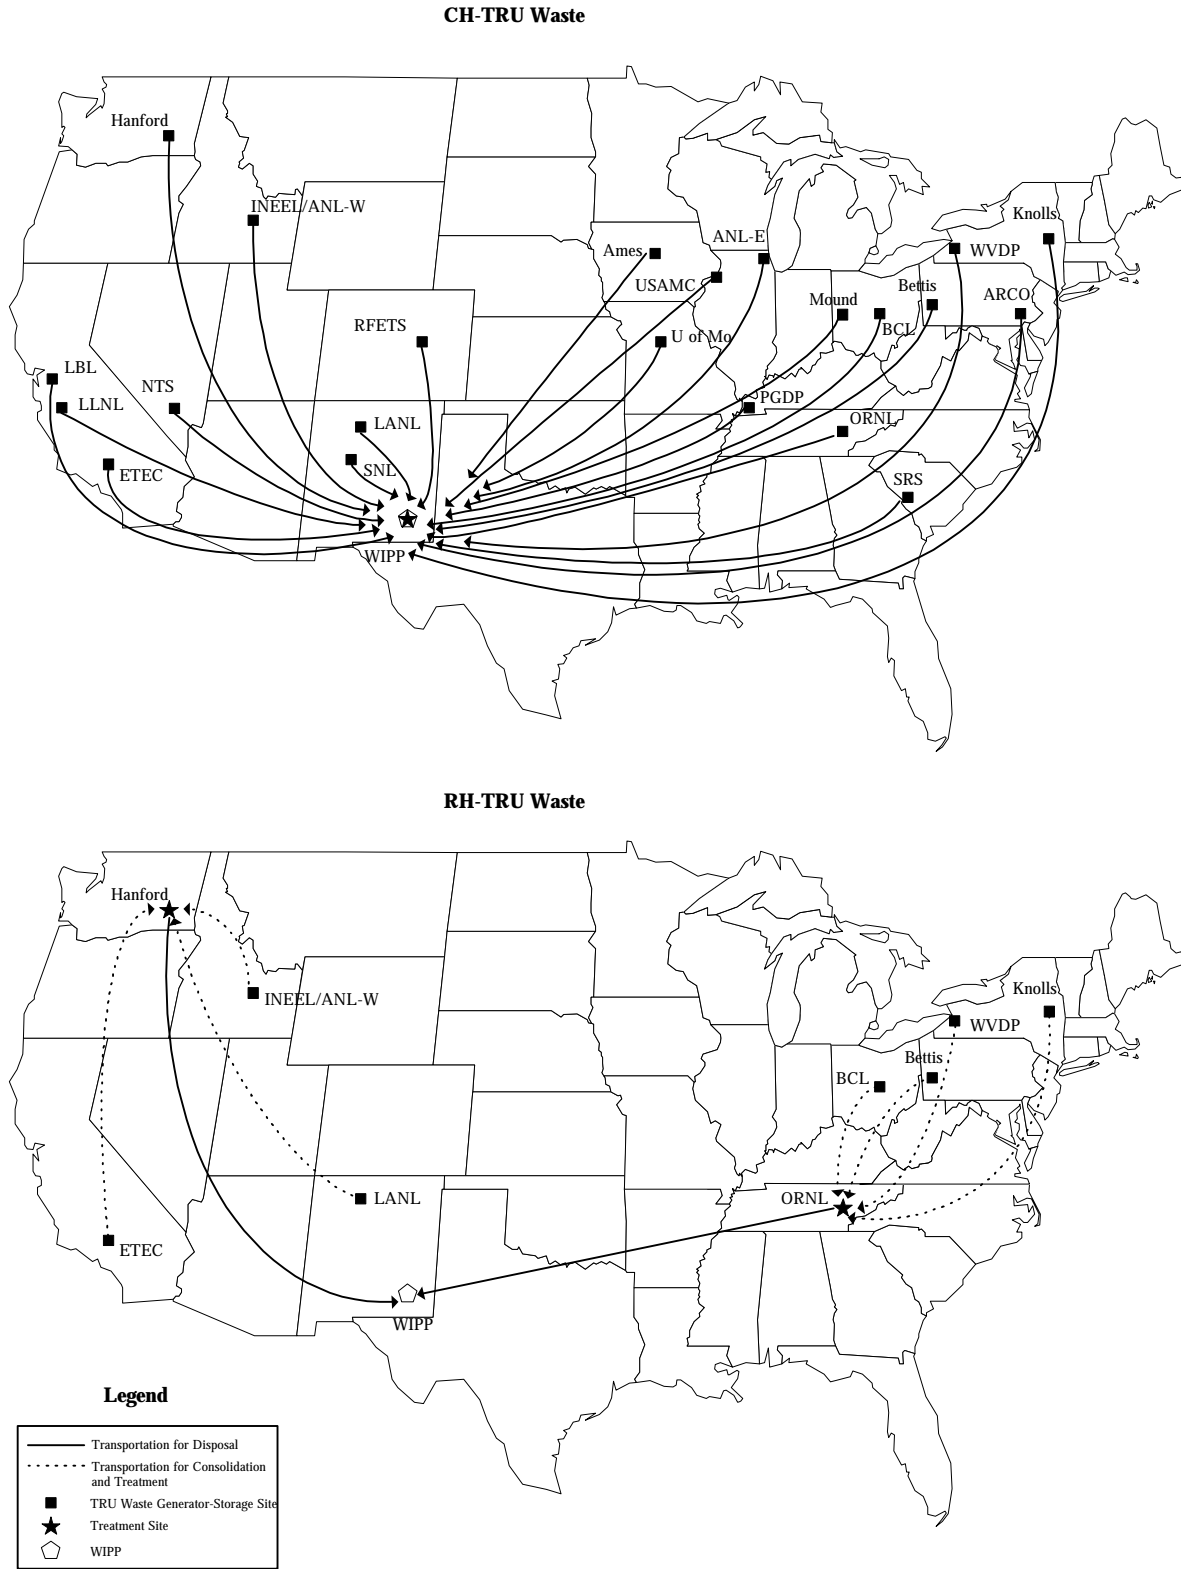 CH-TRU Waste
Hanford
INEEL/ANL-W
Knolls
ANL-E
Ames
WVDP
USAMC
Bettis
ARCO
Mound
RFETS
BCL
U of Mo
LBL
NTS
LLNL
PGDP
LANL
ORNL
SNL
ETEC
SRS
WIPP
RH-TRU Waste
Hanford
INEEL/ANL-W
Knolls
WVDP
Bettis
BCL
LANL
ORNL
ETEC
WIPP
Legend
Transportation for Disposal
Transportation for Consolidation
and Treatment
TRU Waste Generator-Storage Site
Treatment Site
WIPP